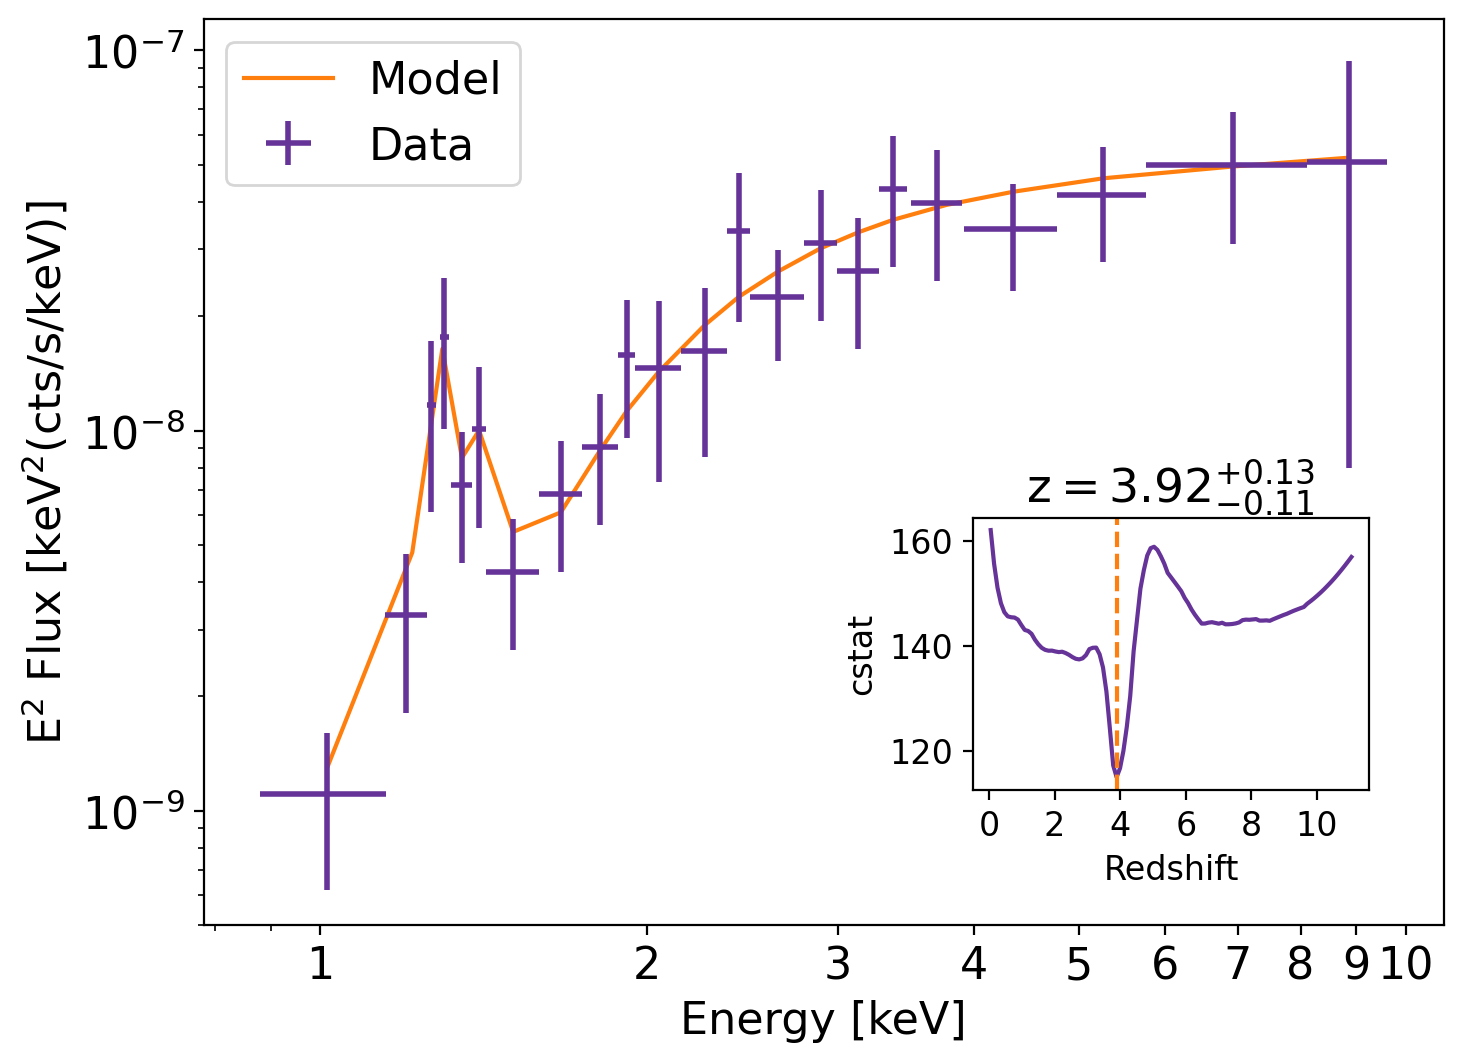 Model
Data
E² Flux [keV²(cts/s/keV)]
10⁻⁷
10⁻⁸
10⁻⁹
z = 3.92 +0.13 −0.11
cstat
160
140
120
0 2 4 6 8 10
Redshift
1 2 3 4 5 6 7 8 9 10
Energy [keV]